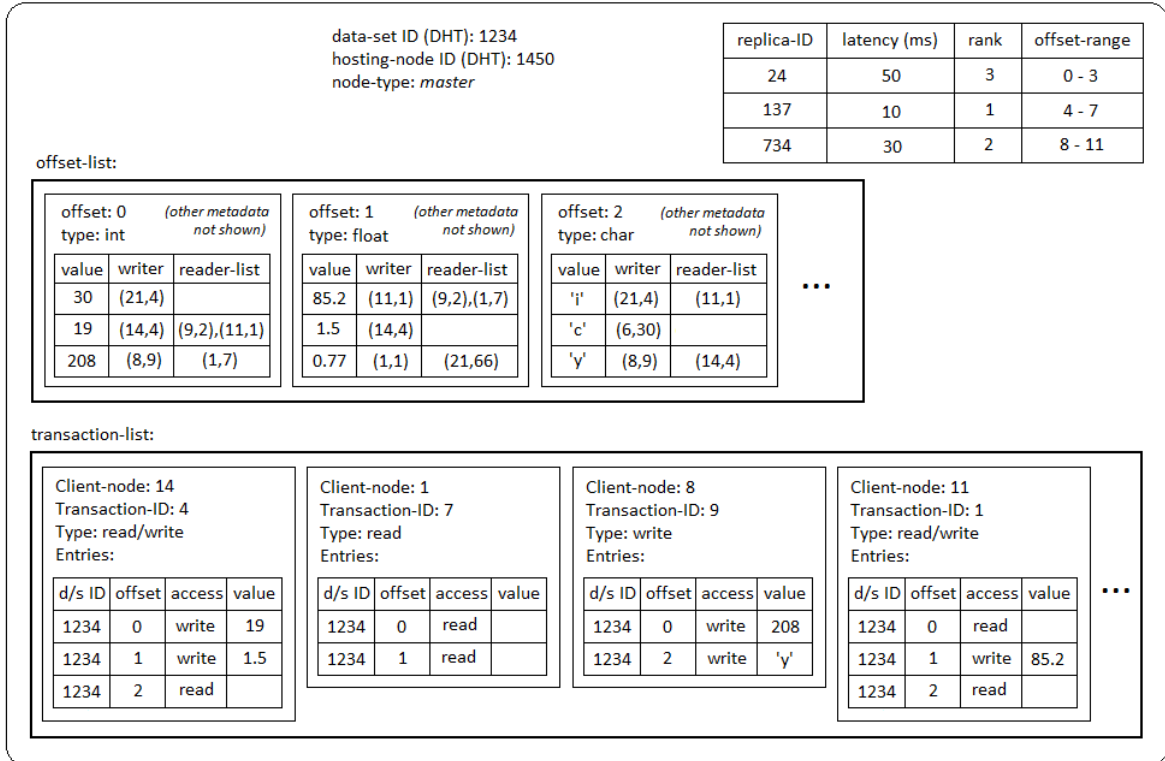 data-set ID (DHT): 1234
hosting-node ID (DHT): 1450
node-type: master
replica-ID latency (ms) rank offset-range
24 50 3 0 - 3
137 10 1 4 - 7
734 30 2 8 - 11
offset-list:
offset: 0 (other metadata
type: int not shown)
value writer reader-list
30 (21,4)
19 (14,4) (9,2),(11,1)
208 (8,9) (1,7)
offset: 1 (other metadata
type: float not shown)
value writer reader-list
85.2 (11,1) (9,2),(1,7)
1.5 (14,4)
0.77 (1,1) (21,66)
offset: 2 (other metadata
type: char not shown)
value writer reader-list
'i' (21,4) (11,1)
'c' (6,30)
'y' (8,9) (14,4)
...
transaction-list:
Client-node: 14
Transaction-ID: 4
Type: read/write
Entries:
d/s ID offset access value
1234 0 write 19
1234 1 write 1.5
1234 2 read
Client-node: 1
Transaction-ID: 7
Type: read
Entries:
d/s ID offset access value
1234 0 read
1234 1 read
Client-node: 8
Transaction-ID: 9
Type: write
Entries:
d/s ID offset access value
1234 0 write 208
1234 2 write 'y'
Client-node: 11
Transaction-ID: 1
Type: read/write
Entries:
d/s ID offset access value
1234 0 read
1234 1 write 85.2
1234 2 read
...